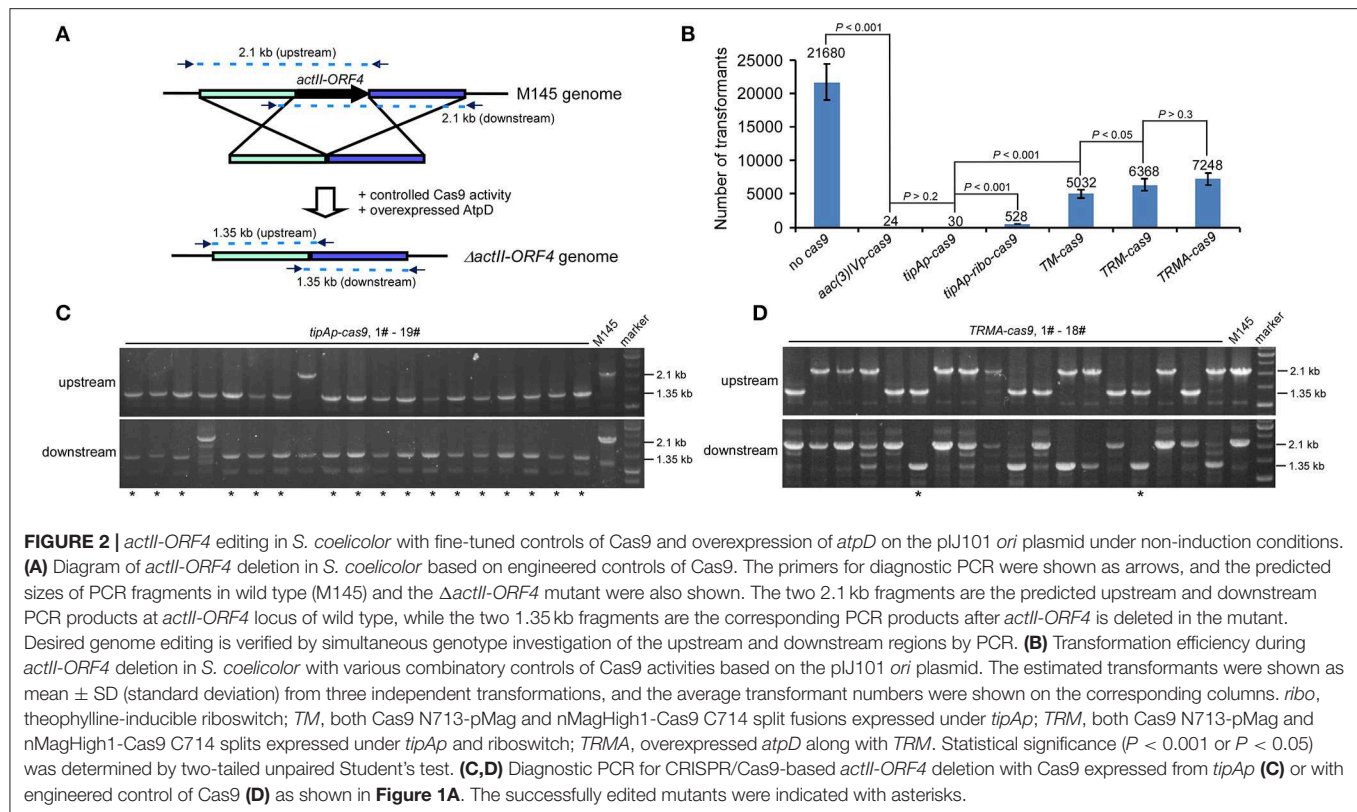 A
2.1 kb (upstream)
actII-ORF4
M145 genome
2.1 kb (downstream)
+ controlled Cas9 activity
+ overexpressed AtpD
1.35 kb (upstream)
ΔactII-ORF4 genome
1.35 kb (downstream)
B
Number of transformants
25000
20000
15000
10000
5000
0
21680
24
30
528
5032
6368
7248
P < 0.001
P > 0.2
P < 0.001
P < 0.001
P < 0.05
P > 0.3
no cas9
aac(3)IVp-cas9
tipAp-cas9
tipAp-ribo-cas9
TM-cas9
TRM-cas9
TRMA-cas9
C
tipAp-cas9, 1# - 19#
M145
marker
upstream
2.1 kb
1.35 kb
downstream
2.1 kb
1.35 kb
* * * * * * * * * * * * * * * * *
D
TRMA-cas9, 1# - 18#
M145
marker
upstream
2.1 kb
1.35 kb
downstream
2.1 kb
1.35 kb
* *
FIGURE 2 | actII-ORF4 editing in S. coelicolor with fine-tuned controls of Cas9 and overexpression of atpD on the pIJ101 ori plasmid under non-induction conditions.
(A) Diagram of actII-ORF4 deletion in S. coelicolor based on engineered controls of Cas9. The primers for diagnostic PCR were shown as arrows, and the predicted
sizes of PCR fragments in wild type (M145) and the ΔactII-ORF4 mutant were also shown. The two 2.1 kb fragments are the predicted upstream and downstream
PCR products at actII-ORF4 locus of wild type, while the two 1.35 kb fragments are the corresponding PCR products after actII-ORF4 is deleted in the mutant.
Desired genome editing is verified by simultaneous genotype investigation of the upstream and downstream regions by PCR. (B) Transformation efficiency during
actII-ORF4 deletion in S. coelicolor with various combinatory controls of Cas9 activities based on the pIJ101 ori plasmid. The estimated transformants were shown as
mean ± SD (standard deviation) from three independent transformations, and the average transformant numbers were shown on the corresponding columns. ribo,
theophylline-inducible riboswitch; TM, both Cas9 N713-pMag and nMagHigh1-Cas9 C714 split fusions expressed under tipAp; TRM, both Cas9 N713-pMag and
nMagHigh1-Cas9 C714 splits expressed under tipAp and riboswitch; TRMA, overexpressed atpD along with TRM. Statistical significance (P < 0.001 or P < 0.05)
was determined by two-tailed unpaired Student's test. (C,D) Diagnostic PCR for CRISPR/Cas9-based actII-ORF4 deletion with Cas9 expressed from tipAp (C) or with
engineered control of Cas9 (D) as shown in Figure 1A. The successfully edited mutants were indicated with asterisks.